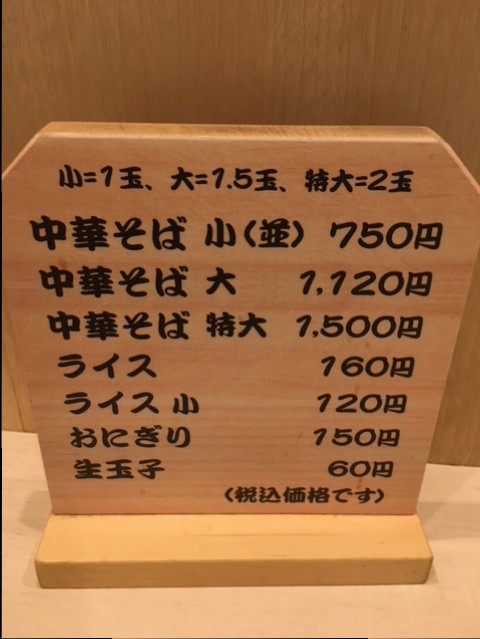 小=1玉、大=1.5玉、特大=2玉
中華そば 小(並) 750円
中華そば 大 1,120円
中華そば 特大 1,500円
ライス 160円
ライス 小 120円
おにぎり 150円
生玉子 60円
(税込価格です)